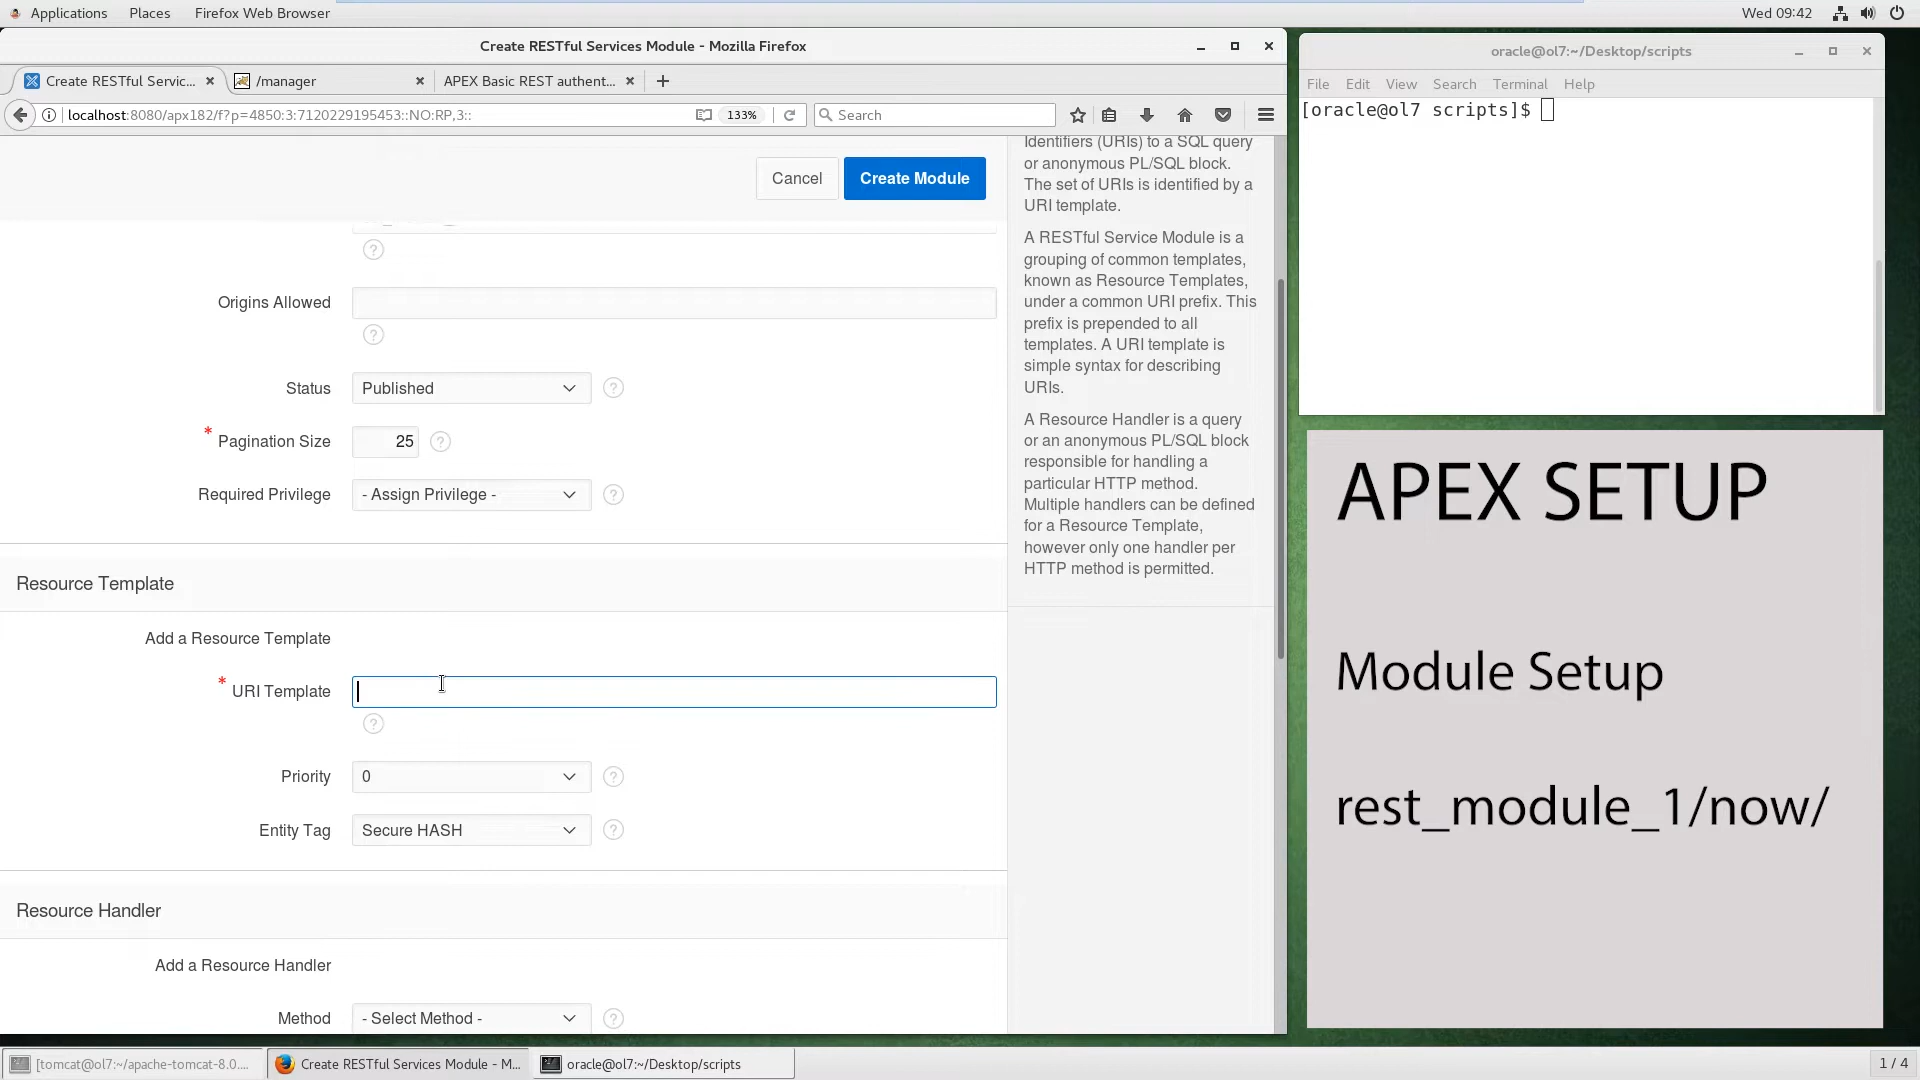 Applications Places Firefox Web Browser Wed 09:42
Create RESTful Services Module - Mozilla Firefox
Create RESTful Servic... /manager APEX Basic REST authent...
localhost:8080/apx182/f?p=4850:3:7120229195453::NO:RP,3:: 133% Search
Cancel Create Module
Origins Allowed
Status Published
* Pagination Size 25
Required Privilege - Assign Privilege -
Resource Template
Add a Resource Template
* URI Template
Priority 0
Entity Tag Secure HASH
Resource Handler
Add a Resource Handler
Method - Select Method -
Identifiers (URIs) to a SQL query
or anonymous PL/SQL block.
The set of URIs is identified by a
URI template.
A RESTful Service Module is a
grouping of common templates,
known as Resource Templates,
under a common URI prefix. This
prefix is prepended to all
templates. A URI template is
simple syntax for describing
URIs.
A Resource Handler is a query
or an anonymous PL/SQL block
responsible for handling a
particular HTTP method.
Multiple handlers can be defined
for a Resource Template,
however only one handler per
HTTP method is permitted.
oracle@ol7:~/Desktop/scripts
File Edit View Search Terminal Help
[oracle@ol7 scripts]$
APEX SETUP
Module Setup
rest_module_1/now/
[tomcat@ol7:~/apache-tomcat-8.0.... Create RESTful Services Module - M... oracle@ol7:~/Desktop/scripts 1 / 4